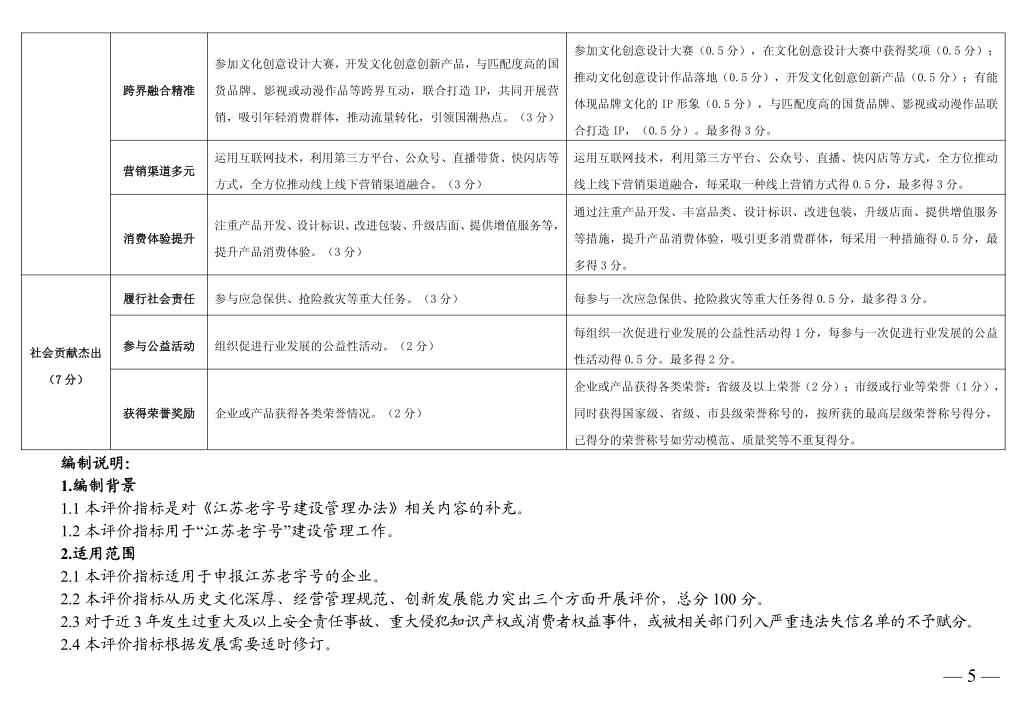 跨界融合精准
参加文化创意设计大赛，开发文化创意创新产品，与匹配度高的国
货品牌、影视或动漫作品等跨界互动，联合打造 IP，共同开展营
销，吸引年轻消费群体，推动流量转化，引领国潮热点。（3 分）
参加文化创意设计大赛（0.5 分），在文化创意设计大赛中获得奖项（0.5 分）；
推动文化创意设计作品落地（0.5 分），开发文化创意创新产品（0.5 分）；有能
体现品牌文化的 IP 形象（0.5 分），与匹配度高的国货品牌、影视或动漫作品联
合打造 IP，（0.5 分）。最多得 3 分。
营销渠道多元
运用互联网技术，利用第三方平台、公众号、直播带货、快闪店等
方式，全方位推动线上线下营销渠道融合。（3 分）
运用互联网技术，利用第三方平台、公众号、直播、快闪店等方式，全方位推动
线上线下营销渠道融合，每采取一种线上营销方式得 0.5 分，最多得 3 分。
消费体验提升
注重产品开发、设计标识、改进包装、升级店面、提供增值服务等，
提升产品消费体验。（3 分）
通过注重产品开发、丰富品类、设计标识、改进包装，升级店面、提供增值服务
等措施，提升产品消费体验，吸引更多消费群体，每采用一种措施得 0.5 分，最
多得 3 分。
社会贡献杰出
（7 分）
履行社会责任
参与应急保供、抢险救灾等重大任务。（3 分）
每参与一次应急保供、抢险救灾等重大任务得 0.5 分，最多得 3 分。
参与公益活动
组织促进行业发展的公益性活动。（2 分）
每组织一次促进行业发展的公益性活动得 1 分，每参与一次促进行业发展的公益
性活动得 0.5 分。最多得 2 分。
获得荣誉奖励
企业或产品获得各类荣誉情况。（2 分）
企业或产品获得各类荣誉：省级及以上荣誉（2 分）；市级或行业等荣誉（1 分），
同时获得国家级、省级、市县级荣誉称号的，按所获的最高层级荣誉称号得分，
已得分的荣誉称号如劳动模范、质量奖等不重复得分。
编制说明：
1.编制背景
1.1 本评价指标是对《江苏老字号建设管理办法》相关内容的补充。
1.2 本评价指标用于“江苏老字号”建设管理工作。
2.适用范围
2.1 本评价指标适用于申报江苏老字号的企业。
2.2 本评价指标从历史文化深厚、经营管理规范、创新发展能力突出三个方面开展评价，总分 100 分。
2.3 对于近 3 年发生过重大及以上安全责任事故、重大侵犯知识产权或消费者权益事件，或被相关部门列入严重违法失信名单的不予赋分。
2.4 本评价指标根据发展需要适时修订。
— 5 —